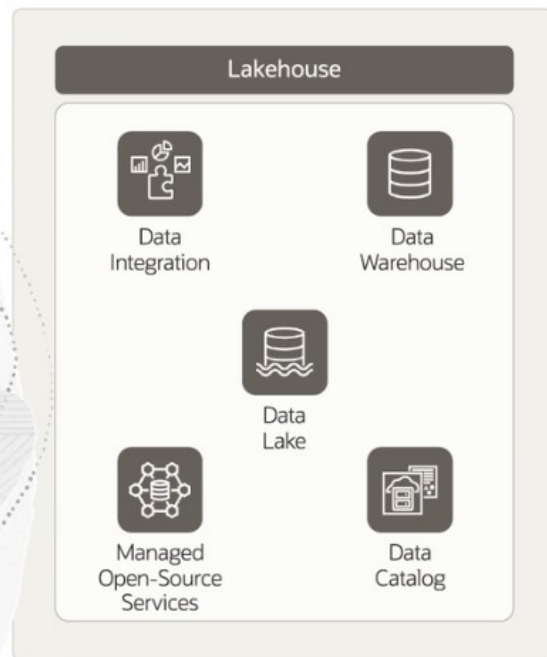 Lakehouse
Data
Integration
Data
Warehouse
Data
Lake
Managed
Open-Source
Services
Data
Catalog